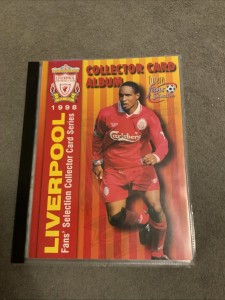 COLLECTOR CARD
ALBUM
1998
LIVERPOOL
Fans' Selection Collector Card Series
Carlsberg